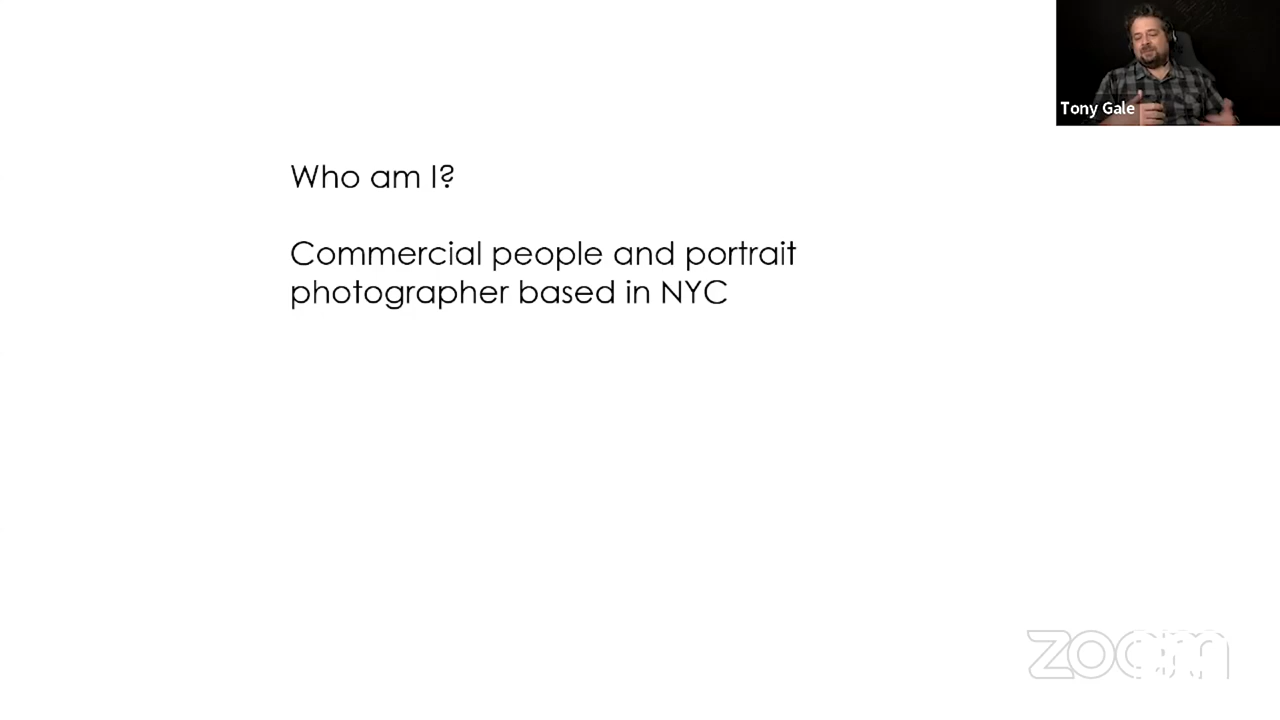 Tony Gale
Who am I?
Commercial people and portrait
photographer based in NYC
zoom